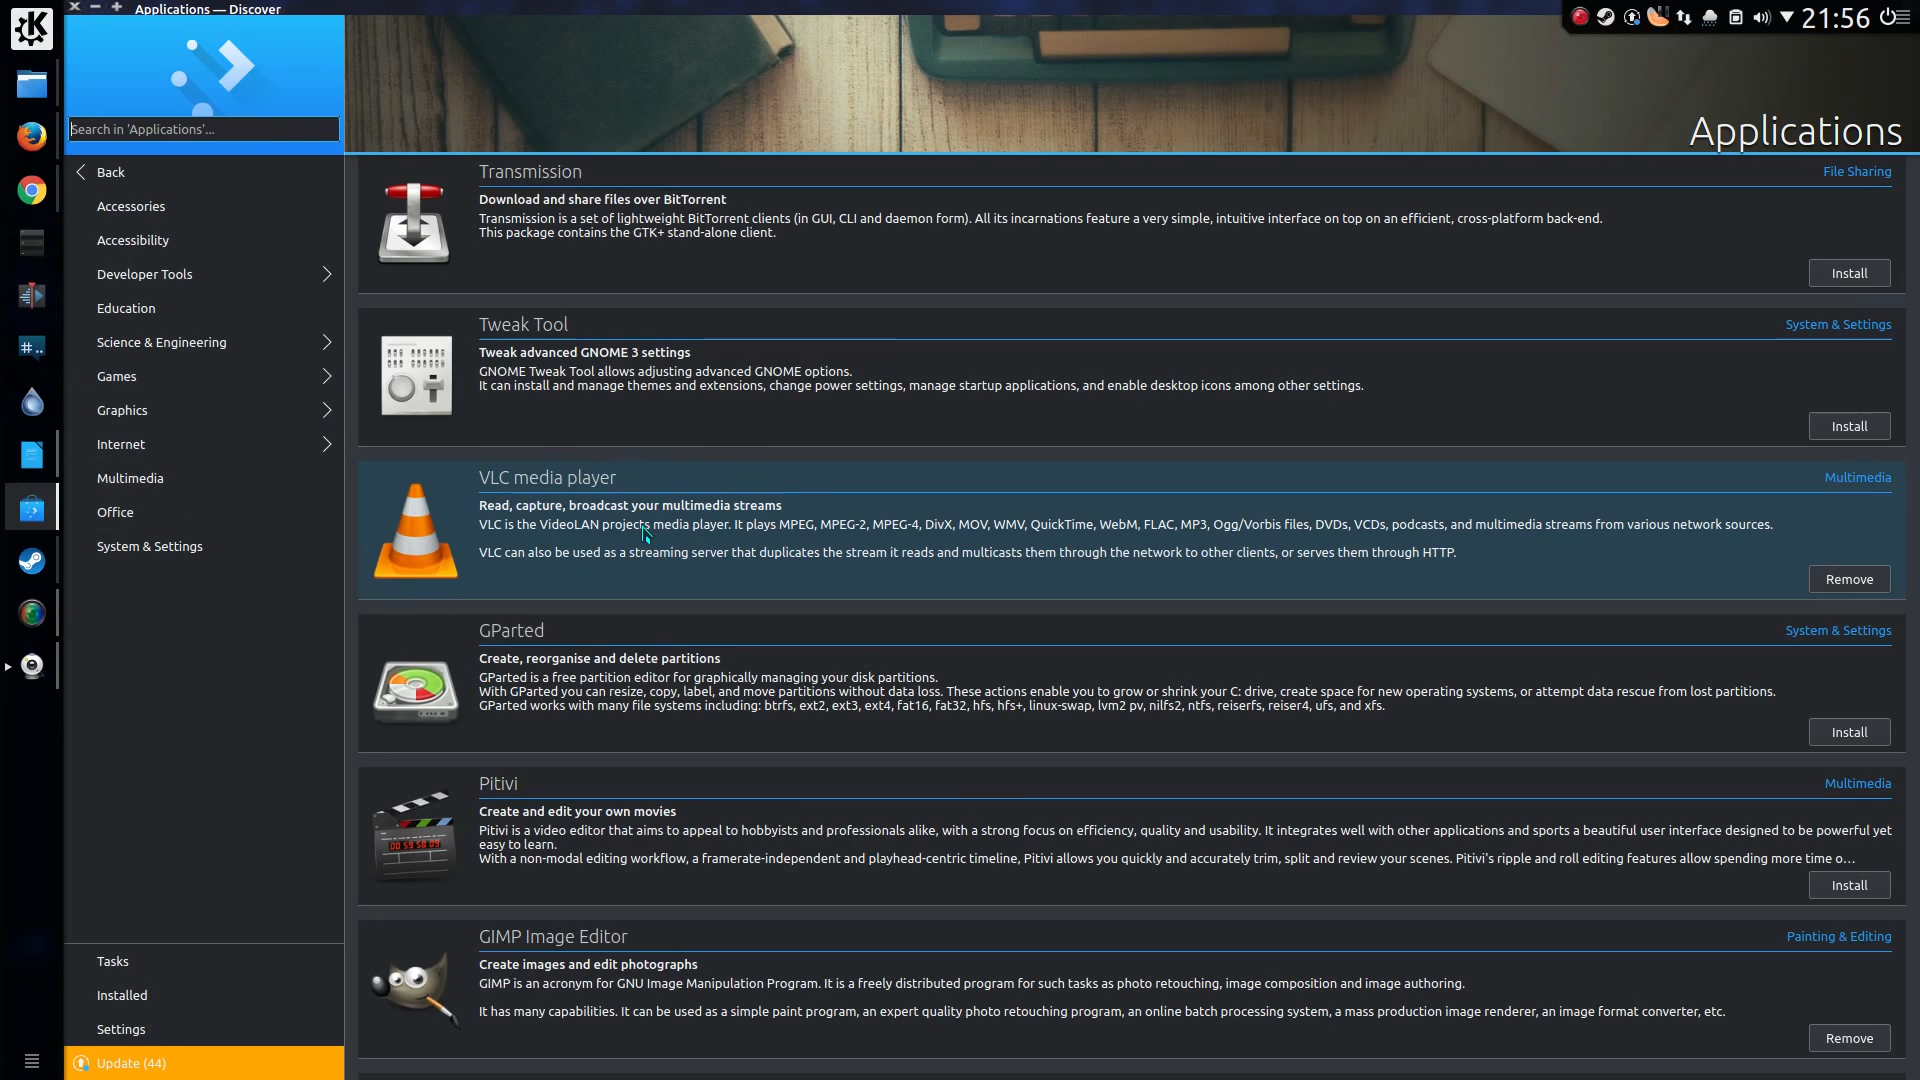 Applications — Discover
21:56
Search in 'Applications'...
Applications
Back
Accessories
Accessibility
Developer Tools
Education
Science & Engineering
Games
Graphics
Internet
Multimedia
Office
System & Settings
Tasks
Installed
Settings
Update (44)
Transmission
File Sharing
Download and share files over BitTorrent
Transmission is a set of lightweight BitTorrent clients (in GUI, CLI and daemon form). All its incarnations feature a very simple, intuitive interface on top on an efficient, cross-platform back-end.
This package contains the GTK+ stand-alone client.
Install
Tweak Tool
System & Settings
Tweak advanced GNOME 3 settings
GNOME Tweak Tool allows adjusting advanced GNOME options.
It can install and manage themes and extensions, change power settings, manage startup applications, and enable desktop icons among other settings.
Install
VLC media player
Multimedia
Read, capture, broadcast your multimedia streams
VLC is the VideoLAN project's media player. It plays MPEG, MPEG-2, MPEG-4, DivX, MOV, WMV, QuickTime, WebM, FLAC, MP3, Ogg/Vorbis files, DVDs, VCDs, podcasts, and multimedia streams from various network sources.
VLC can also be used as a streaming server that duplicates the stream it reads and multicasts them through the network to other clients, or serves them through HTTP.
Remove
GParted
System & Settings
Create, reorganise and delete partitions
GParted is a free partition editor for graphically managing your disk partitions.
With GParted you can resize, copy, label, and move partitions without data loss. These actions enable you to grow or shrink your C: drive, create space for new operating systems, or attempt data rescue from lost partitions.
GParted works with many file systems including: btrfs, ext2, ext3, ext4, fat16, fat32, hfs, hfs+, linux-swap, lvm2 pv, nilfs2, ntfs, reiserfs, reiser4, ufs, and xfs.
Install
Pitivi
Multimedia
Create and edit your own movies
Pitivi is a video editor that aims to appeal to hobbyists and professionals alike, with a strong focus on efficiency, quality and usability. It integrates well with other applications and sports a beautiful user interface designed to be powerful yet
easy to learn.
With a non-modal editing workflow, a framerate-independent and playhead-centric timeline, Pitivi allows you quickly and accurately trim, split and review your scenes. Pitivi's ripple and roll editing features allow spending more time o…
Install
GIMP Image Editor
Painting & Editing
Create images and edit photographs
GIMP is an acronym for GNU Image Manipulation Program. It is a freely distributed program for such tasks as photo retouching, image composition and image authoring.
It has many capabilities. It can be used as a simple paint program, an expert quality photo retouching program, an online batch processing system, a mass production image renderer, an image format converter, etc.
Remove